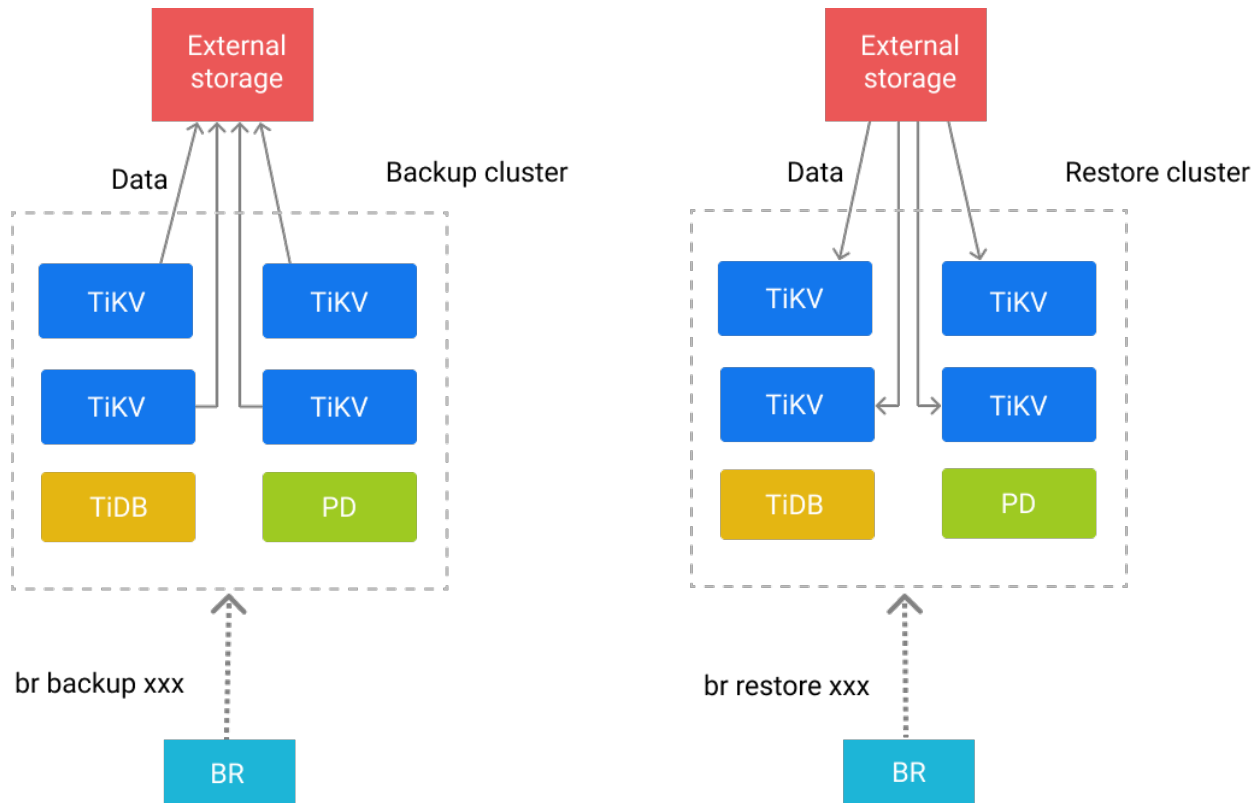 External
storage
Data
Backup cluster
TiKV
TiKV
TiKV
TiKV
TiDB
PD
br backup xxx
BR
External
storage
Data
Restore cluster
TiKV
TiKV
TiKV
TiKV
TiDB
PD
br restore xxx
BR